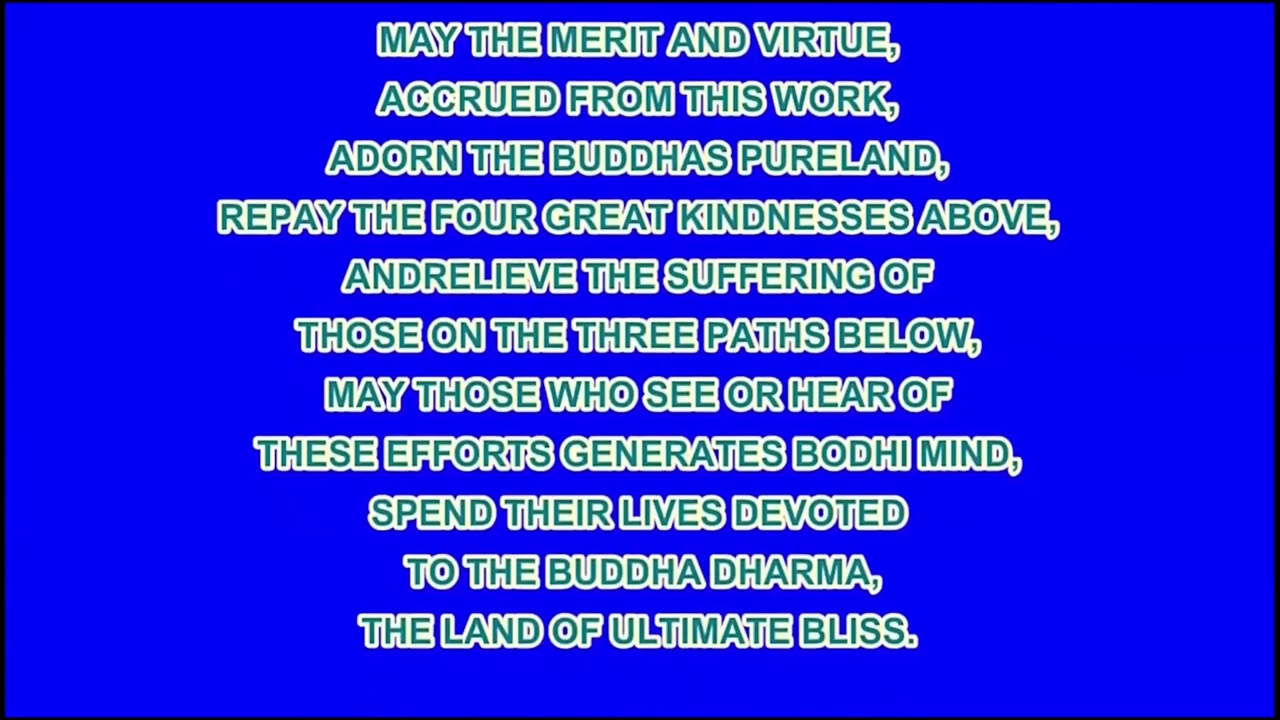 MAY THE MERIT AND VIRTUE,
ACCRUED FROM THIS WORK,
ADORN THE BUDDHAS PURELAND,
REPAY THE FOUR GREAT KINDNESSES ABOVE,
ANDRELIEVE THE SUFFERING OF
THOSE ON THE THREE PATHS BELOW,
MAY THOSE WHO SEE OR HEAR OF
THESE EFFORTS GENERATES BODHI MIND,
SPEND THEIR LIVES DEVOTED
TO THE BUDDHA DHARMA,
THE LAND OF ULTIMATE BLISS.